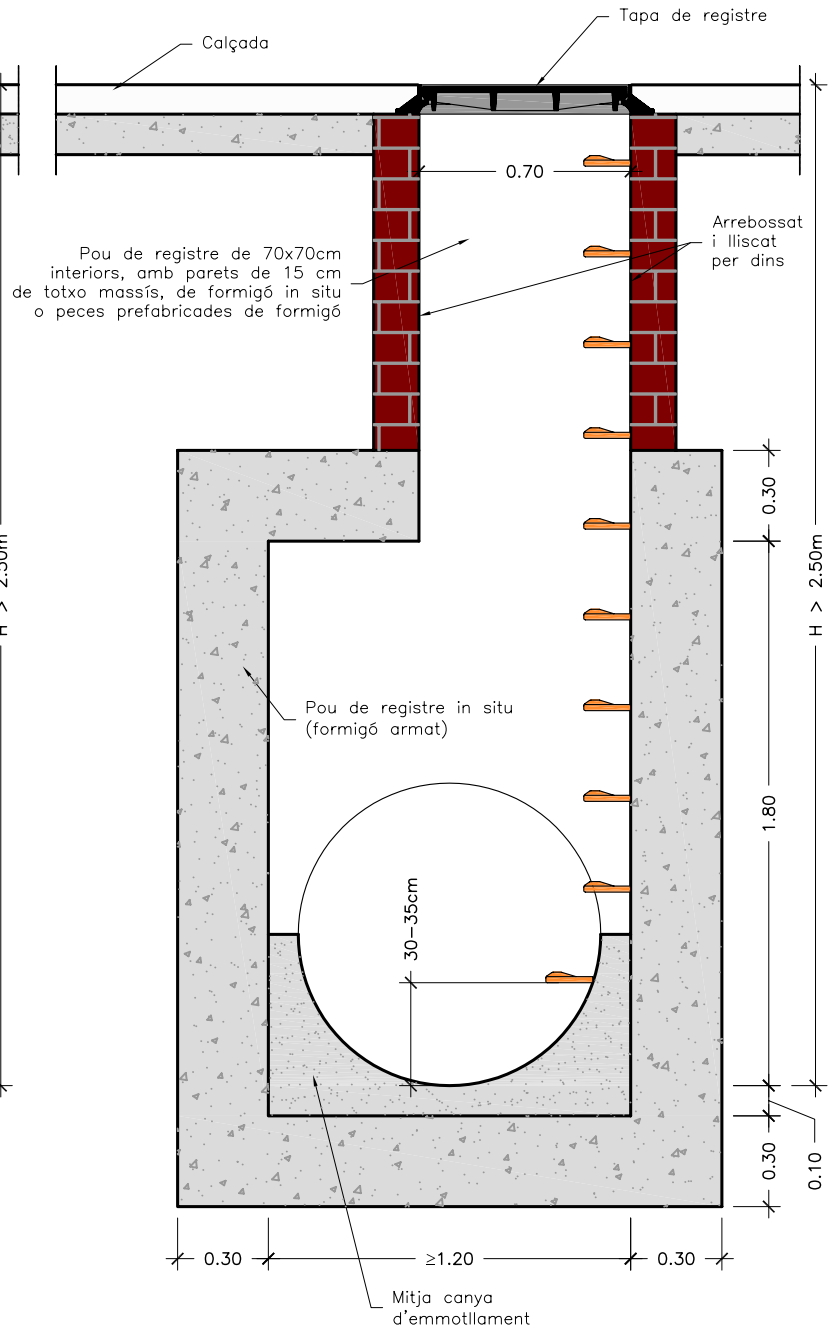 Tapa de registre
Calçada
0.70
Arrebossat
i lliscat
per dins
Pou de registre de 70x70cm
interiors, amb parets de 15 cm
de totxo massís, de formigó in situ
o peces prefabricades de formigó
0.30
H > 2.50m
H > 2.50m
Pou de registre in situ
(formigó armat)
1.80
30-35cm
0.30
0.10
0.30
≥1.20
0.30
Mitja canya
d'emmotllament